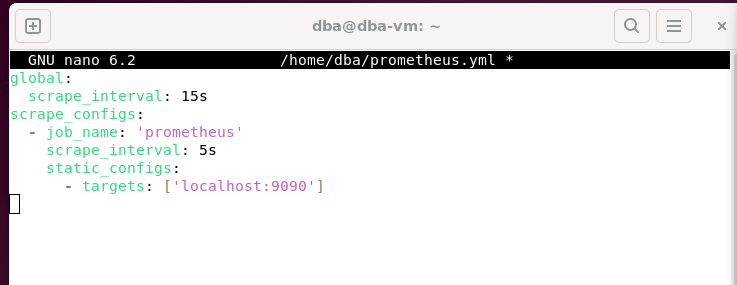 dba@dba-vm: ~
GNU nano 6.2 /home/dba/prometheus.yml *
global:
  scrape_interval: 15s
scrape_configs:
  - job_name: 'prometheus'
    scrape_interval: 5s
    static_configs:
      - targets: ['localhost:9090']